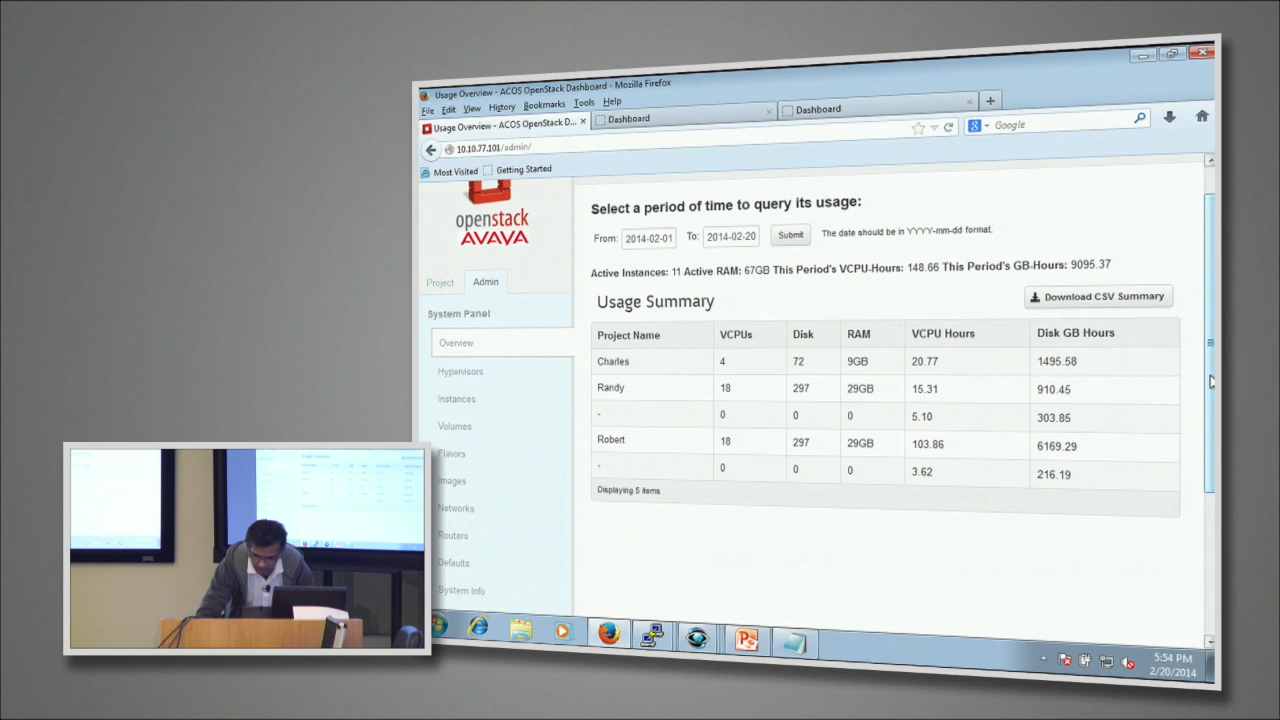 Usage Overview - ACOS OpenStack Dashboard - Mozilla Firefox
File Edit View History Bookmarks Tools Help
Usage Overview - ACOS OpenStack D... Dashboard Dashboard
10.10.77.101/admin/ Google
Most Visited Getting Started
openstack
AVAYA
Project Admin
System Panel
Overview
Hypervisors
Instances
Volumes
Flavors
Images
Networks
Routers
Defaults
System Info
Select a period of time to query its usage:
From: 2014-02-01 To: 2014-02-20 Submit The date should be in YYYY-mm-dd format.
Active Instances: 11 Active RAM: 67GB This Period's VCPU-Hours: 148.66 This Period's GB-Hours: 9095.37
Usage Summary Download CSV Summary
Project Name VCPUs Disk RAM VCPU Hours Disk GB Hours
Charles 4 72 9GB 20.77 1495.58
Randy 18 297 29GB 15.31 910.45
- 0 0 0 5.10 303.85
Robert 18 297 29GB 103.86 6169.29
- 0 0 0 3.62 216.19
Displaying 5 items
5:54 PM
2/20/2014